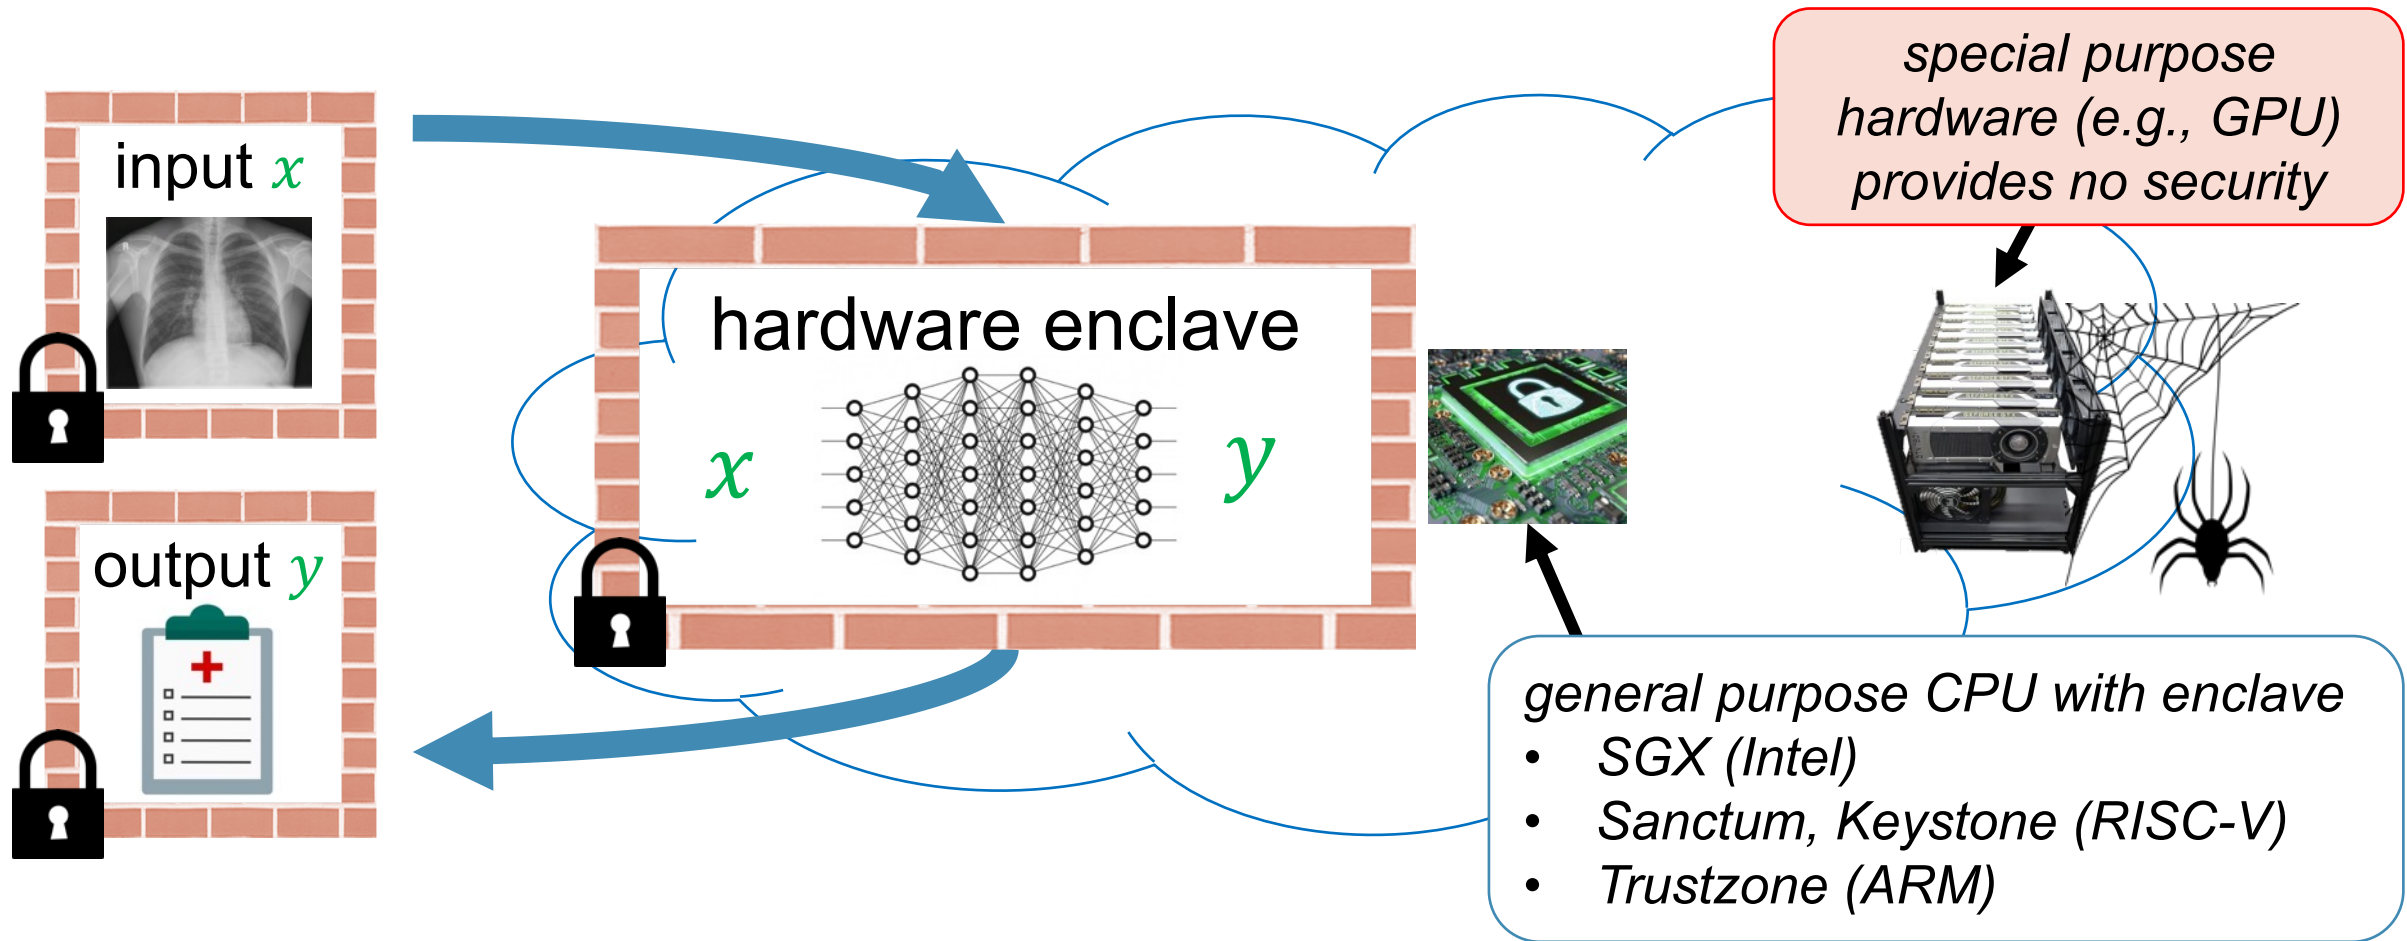 input x
output y
hardware enclave
x
y
special purpose
hardware (e.g., GPU)
provides no security
general purpose CPU with enclave
• SGX (Intel)
• Sanctum, Keystone (RISC-V)
• Trustzone (ARM)